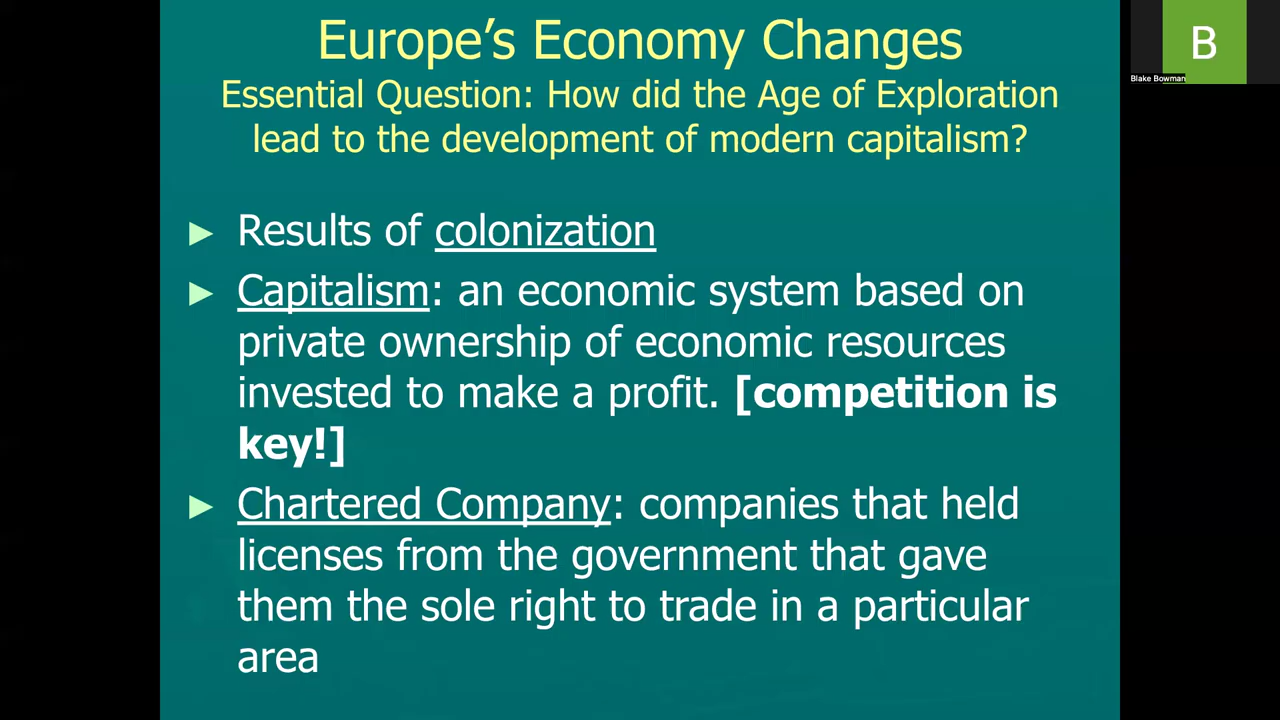 Europe's Economy Changes
Essential Question: How did the Age of Exploration
lead to the development of modern capitalism?
► Results of colonization
► Capitalism: an economic system based on
private ownership of economic resources
invested to make a profit. [competition is
key!]
► Chartered Company: companies that held
licenses from the government that gave
them the sole right to trade in a particular
area
B
Blake Bowman